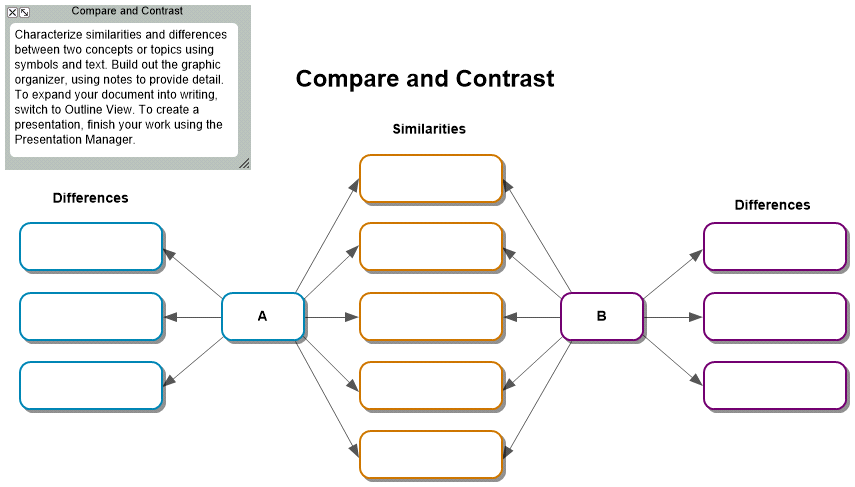 Compare and Contrast
Characterize similarities and differences
between two concepts or topics using
symbols and text. Build out the graphic
organizer, using notes to provide detail.
To expand your document into writing,
switch to Outline View. To create a
presentation, finish your work using the
Presentation Manager.
Compare and Contrast
Similarities
Differences
Differences
A
B